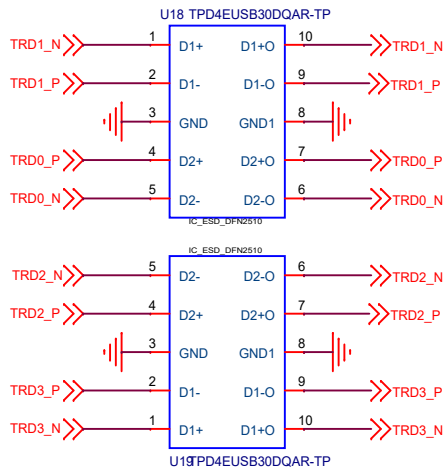 U18 TPD4EUSB30DQAR-TP
TRD1_N 1 D1+ D1+O 10 TRD1_N
TRD1_P 2 D1- D1-O 9 TRD1_P
3 GND GND1 8
TRD0_P 4 D2+ D2+O 7 TRD0_P
TRD0_N 5 D2- D2-O 6 TRD0_N
IC_ESD_DFN2510
IC_ESD_DFN2510
TRD2_N 5 D2- D2-O 6 TRD2_N
TRD2_P 4 D2+ D2+O 7 TRD2_P
3 GND GND1 8
TRD3_P 2 D1- D1-O 9 TRD3_P
TRD3_N 1 D1+ D1+O 10 TRD3_N
U19 TPD4EUSB30DQAR-TP